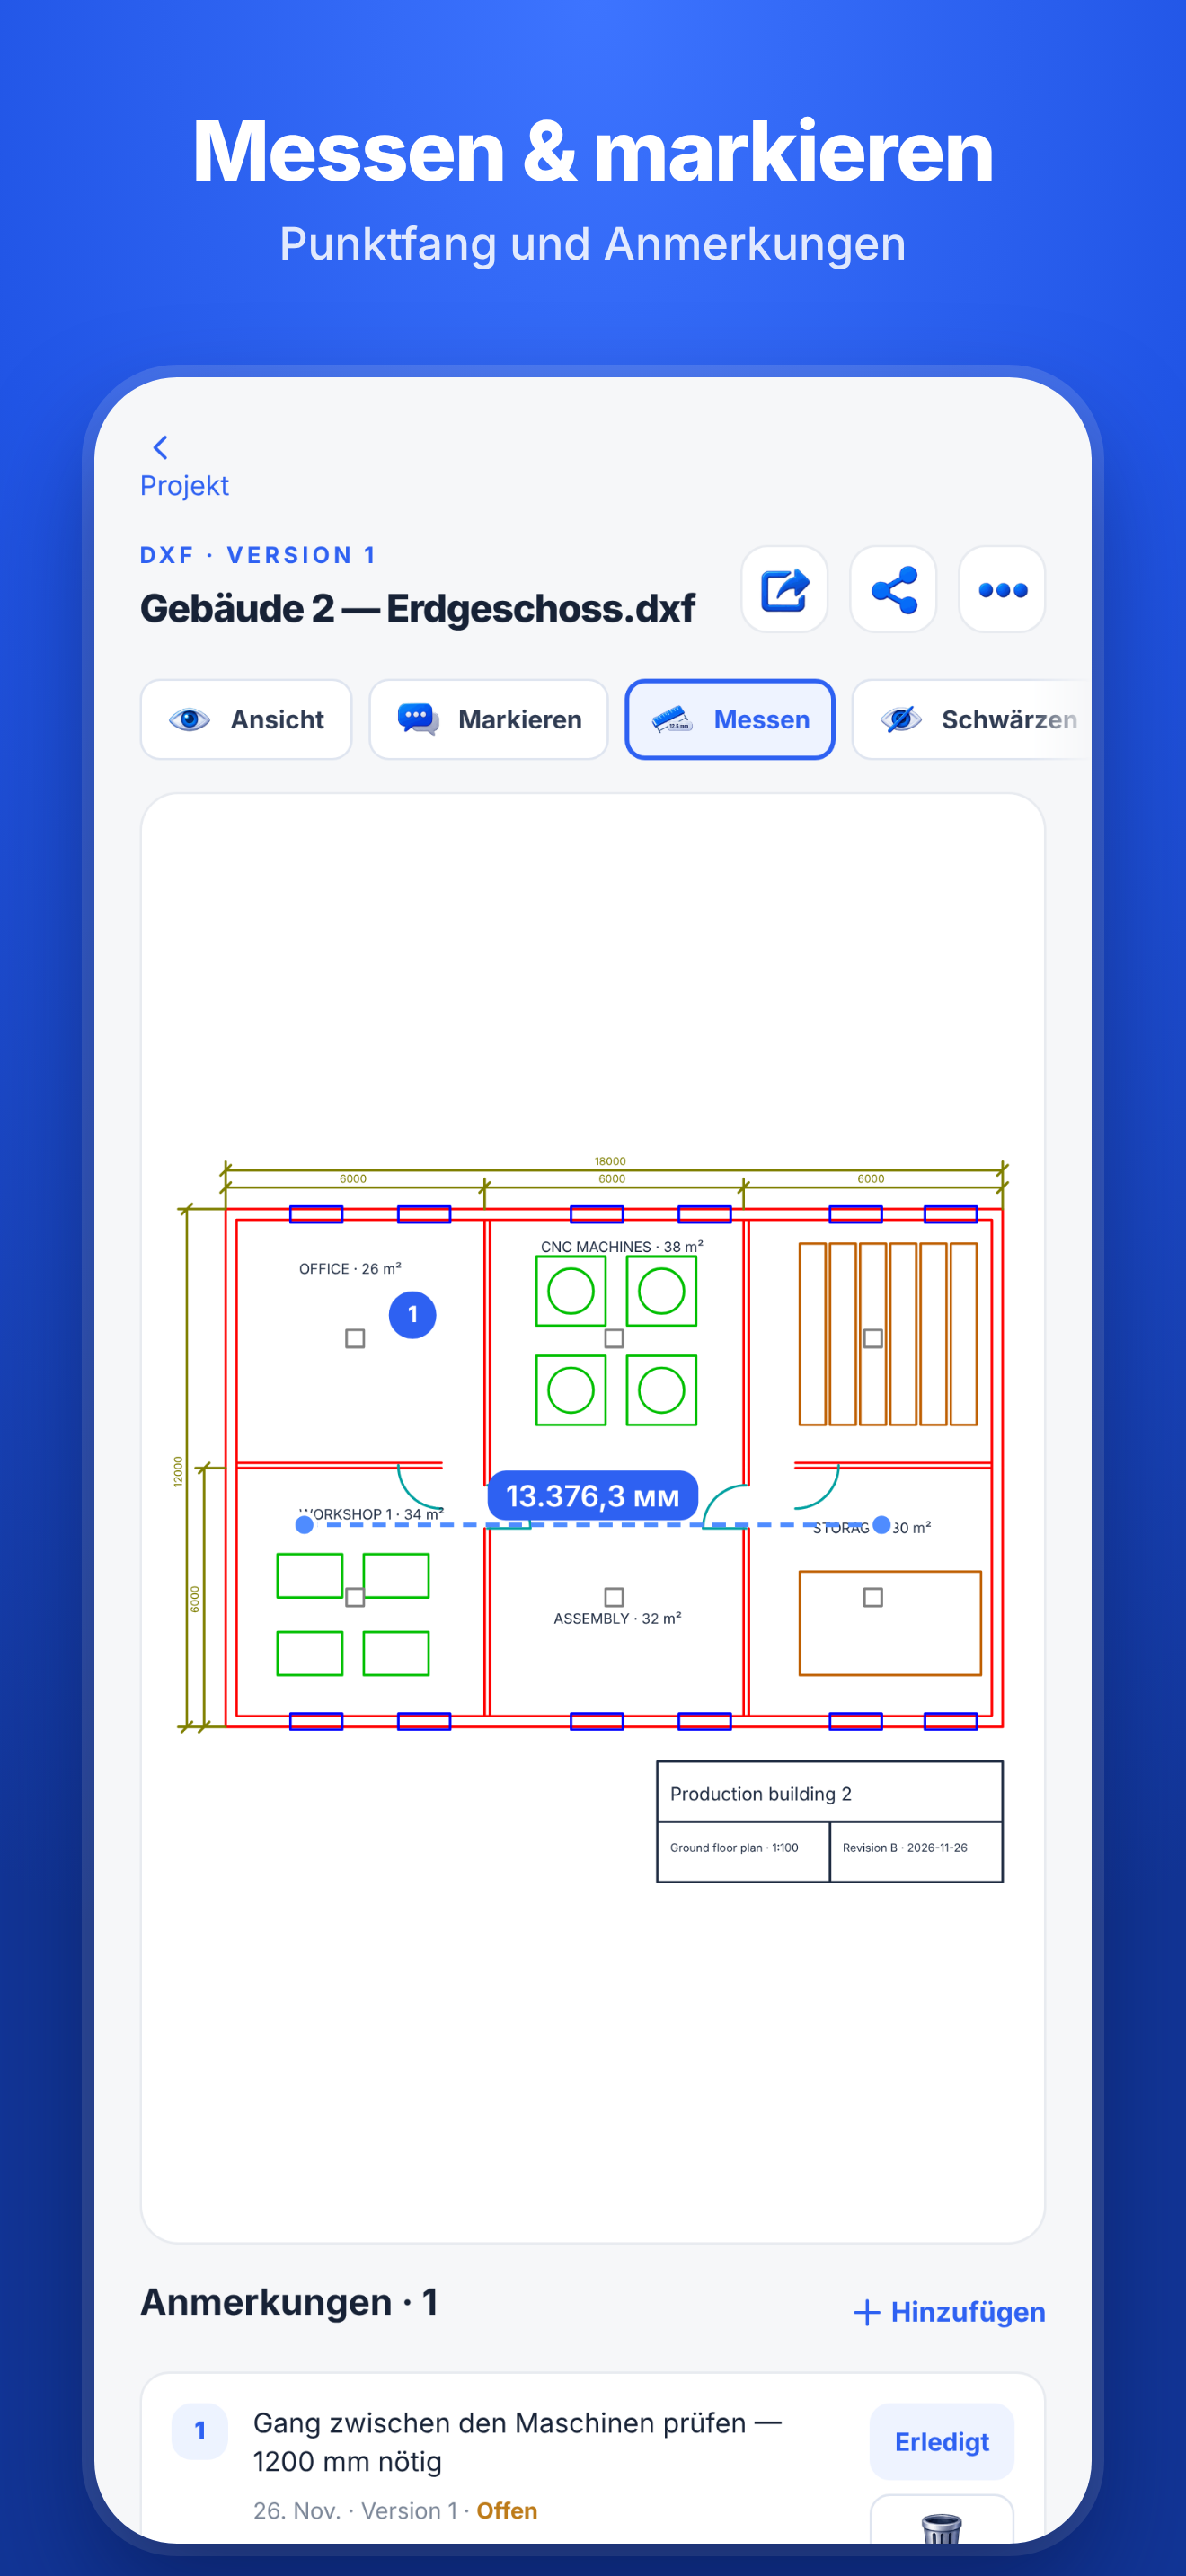 Messen & markieren
Punktfang und Anmerkungen
Projekt
DXF · VERSION 1
Gebäude 2 — Erdgeschoss.dxf
Ansicht
Markieren
Messen
Schwärzen
18000
6000
6000
6000
CNC MACHINES · 38 m²
OFFICE · 26 m²
1
12000
13.376,3 мм
WORKSHOP 1 · 34 m²
STORAG 30 m²
6000
ASSEMBLY · 32 m²
Production building 2
Ground floor plan · 1:100
Revision B · 2026-11-26
Anmerkungen · 1
+ Hinzufügen
1
Gang zwischen den Maschinen prüfen —
1200 mm nötig
Erledigt
26. Nov. · Version 1 · Offen